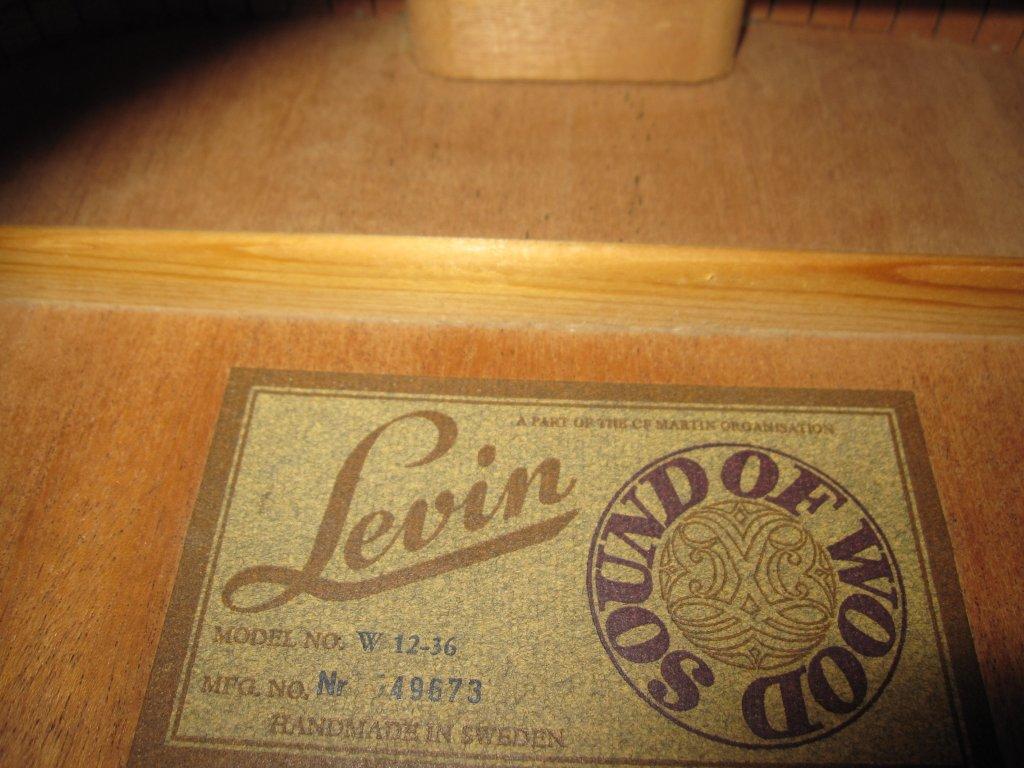 A PART OF THE CF MARTIN ORGANISATION
Levin
SOUND OF WOOD
MODEL NO: W 12-36
MFG. NO. Nr 49673
HANDMADE IN SWEDEN